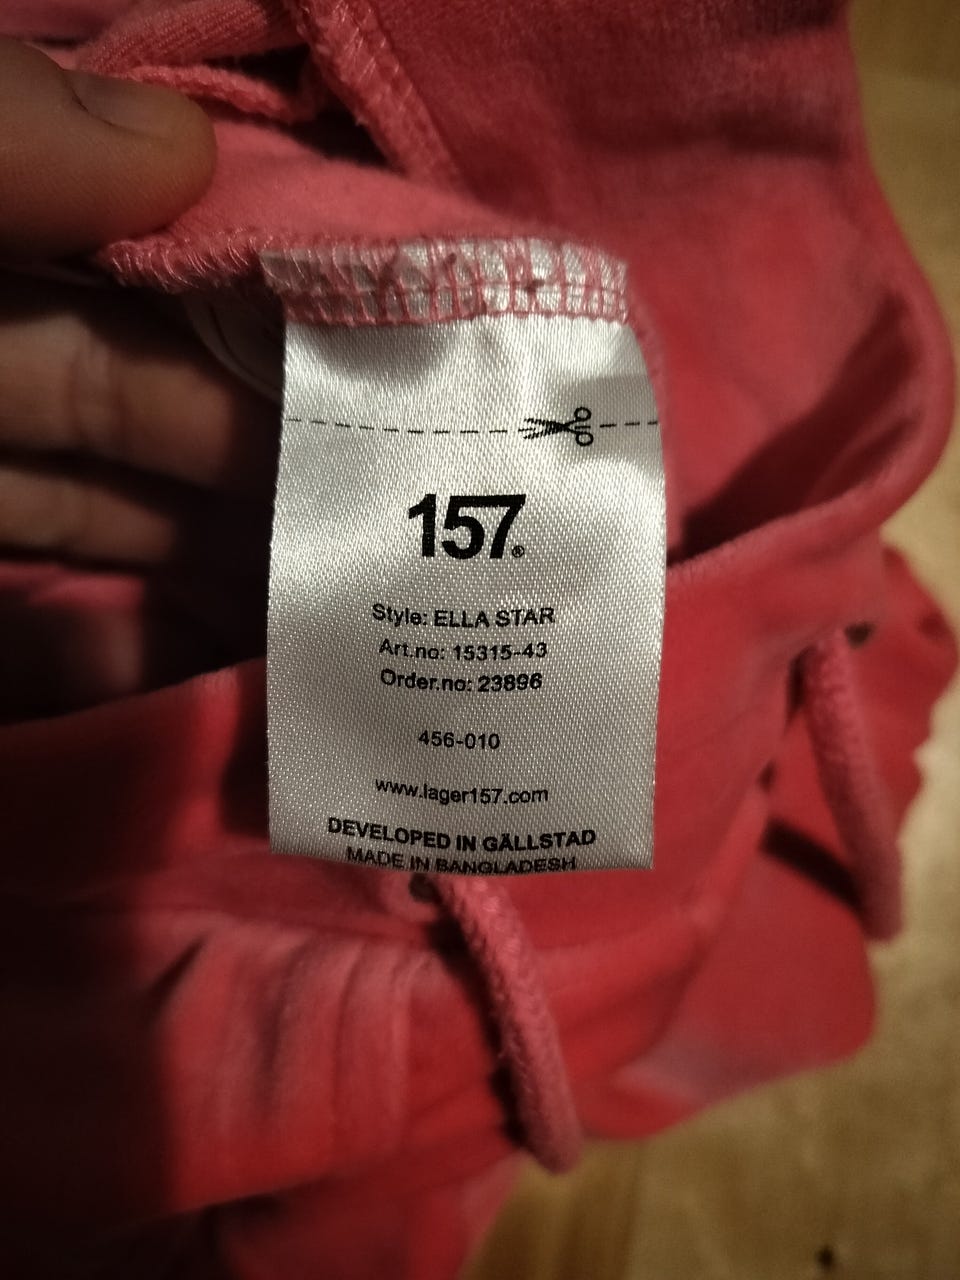 157®
Style: ELLA STAR
Art.no: 15315-43
Order.no: 23896
456-010
www.lager157.com
DEVELOPED IN GÄLLSTAD
MADE IN BANGLADESH